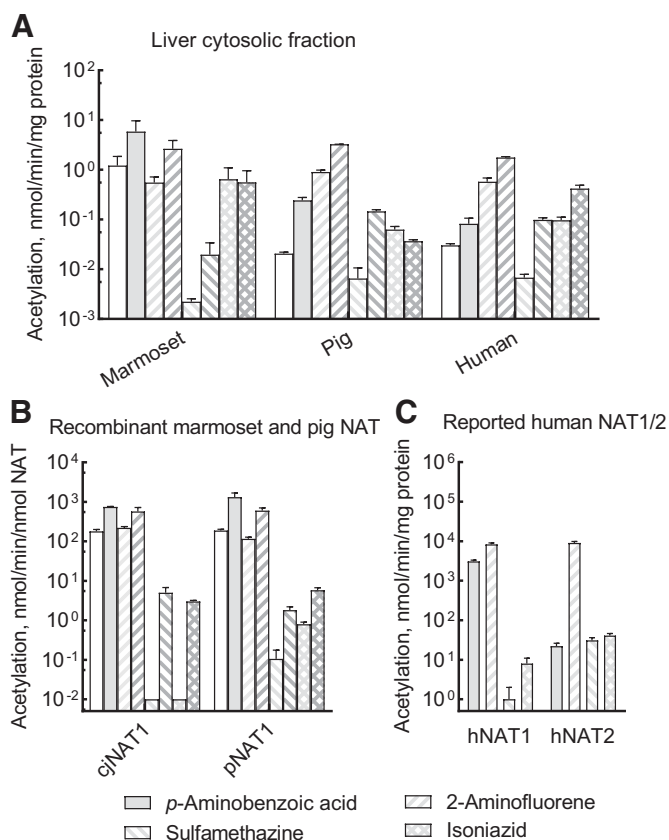 A
Liver cytosolic fraction
Acetylation, nmol/min/mg protein
10²
10¹
10⁰
10⁻¹
10⁻²
10⁻³
Marmoset
Pig
Human
B
Recombinant marmoset and pig NAT
Acetylation, nmol/min/nmol NAT
10⁴
10³
10²
10¹
10⁰
10⁻¹
10⁻²
cjNAT1
pNAT1
C
Reported human NAT1/2
Acetylation, nmol/min/mg protein
10⁶
10⁵
10⁴
10³
10²
10¹
10⁰
hNAT1
hNAT2
p-Aminobenzoic acid
2-Aminofluorene
Sulfamethazine
Isoniazid